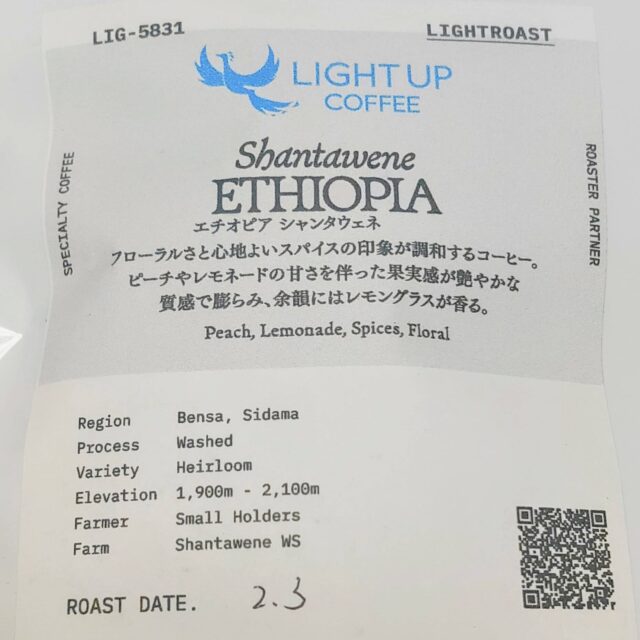 LIG-5831
LIGHTROAST
LIGHT UP
COFFEE
SPECIALTY COFFEE
ROASTER PARTNER
Shantawene
ETHIOPIA
エチオピア シャンタウェネ
フローラルさと心地よいスパイスの印象が調和するコーヒー。
ピーチやレモネードの甘さを伴った果実感が艶やかな
質感で膨らみ、余韻にはレモングラスが香る。
Peach, Lemonade, Spices, Floral
Region Bensa, Sidama
Process Washed
Variety Heirloom
Elevation 1,900m - 2,100m
Farmer Small Holders
Farm Shantawene WS
ROAST DATE. 2.3